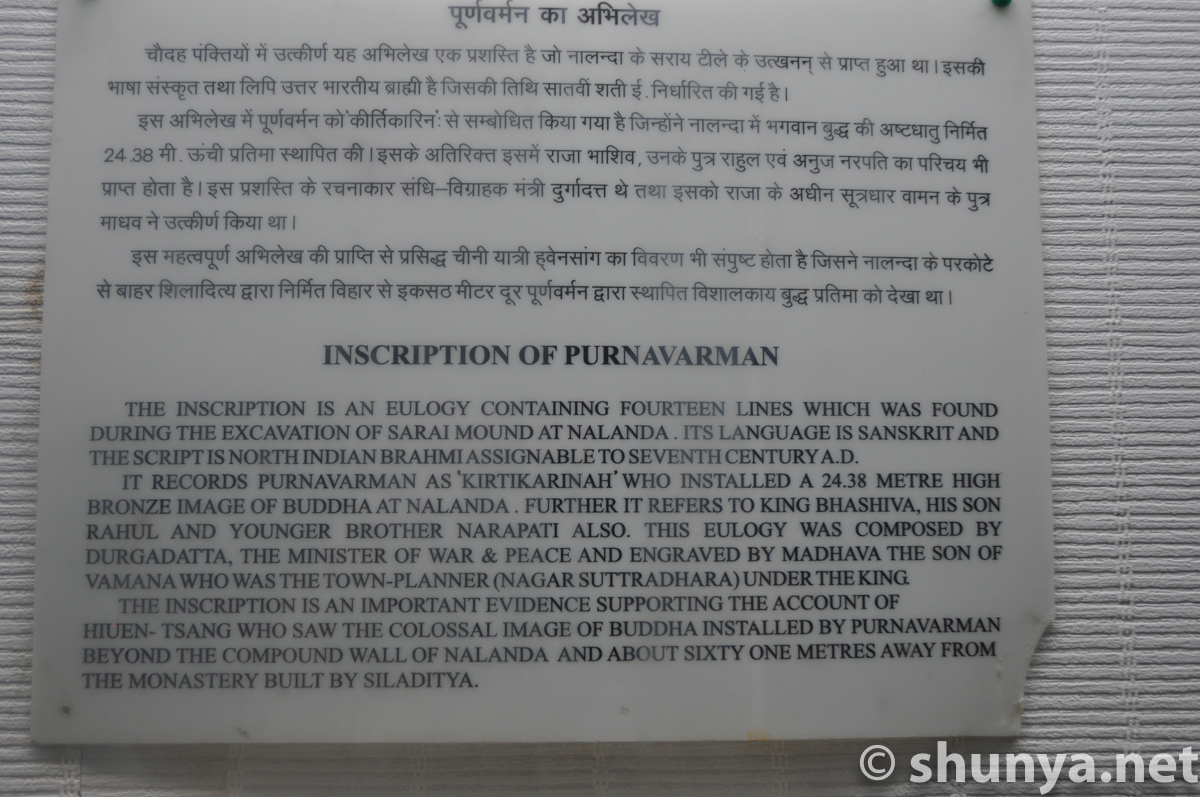 पूर्णवर्मन का अभिलेख
चौदह पंक्तियों में उत्कीर्ण यह अभिलेख एक प्रशस्ति है जो नालन्दा के सराय टीले के उत्खनन् से प्राप्त हुआ था। इसकी
भाषा संस्कृत तथा लिपि उत्तर भारतीय ब्राह्मी है जिसकी तिथि सातवीं शती ई. निर्धारित की गई है।
इस अभिलेख में पूर्णवर्मन को 'कीर्तिकारिन': से सम्बोधित किया गया है जिन्होंने नालन्दा में भगवान बुद्ध की अष्टधातु निर्मित
24.38 मी. ऊंची प्रतिमा स्थापित की। इसके अतिरिक्त इसमें राजा भाशिव, उनके पुत्र राहुल एवं अनुज नरपति का परिचय भी
प्राप्त होता है। इस प्रशस्ति के रचनाकार संधि–विग्राहक मंत्री दुर्गादत्त थे तथा इसको राजा के अधीन सूत्रधार वामन के पुत्र
माधव ने उत्कीर्ण किया था।
इस महत्वपूर्ण अभिलेख की प्राप्ति से प्रसिद्ध चीनी यात्री ह्वेनसांग का विवरण भी संपुष्ट होता है जिसने नालन्दा के परकोटे
से बाहर शिलादित्य द्वारा निर्मित विहार से इकसठ मीटर दूर पूर्णवर्मन द्वारा स्थापित विशालकाय बुद्ध प्रतिमा को देखा था।
INSCRIPTION OF PURNAVARMAN
THE INSCRIPTION IS AN EULOGY CONTAINING FOURTEEN LINES WHICH WAS FOUND
DURING THE EXCAVATION OF SARAI MOUND AT NALANDA . ITS LANGUAGE IS SANSKRIT AND
THE SCRIPT IS NORTH INDIAN BRAHMI ASSIGNABLE TO SEVENTH CENTURY A.D.
IT RECORDS PURNAVARMAN AS 'KIRTIKARINAH' WHO INSTALLED A 24.38 METRE HIGH
BRONZE IMAGE OF BUDDHA AT NALANDA . FURTHER IT REFERS TO KING BHASHIVA, HIS SON
RAHUL AND YOUNGER BROTHER NARAPATI ALSO. THIS EULOGY WAS COMPOSED BY
DURGADATTA, THE MINISTER OF WAR & PEACE AND ENGRAVED BY MADHAVA THE SON OF
VAMANA WHO WAS THE TOWN-PLANNER (NAGAR SUTTRADHARA) UNDER THE KING.
THE INSCRIPTION IS AN IMPORTANT EVIDENCE SUPPORTING THE ACCOUNT OF
HIUEN- TSANG WHO SAW THE COLOSSAL IMAGE OF BUDDHA INSTALLED BY PURNAVARMAN
BEYOND THE COMPOUND WALL OF NALANDA AND ABOUT SIXTY ONE METRES AWAY FROM
THE MONASTERY BUILT BY SILADITYA.
© shunya.net